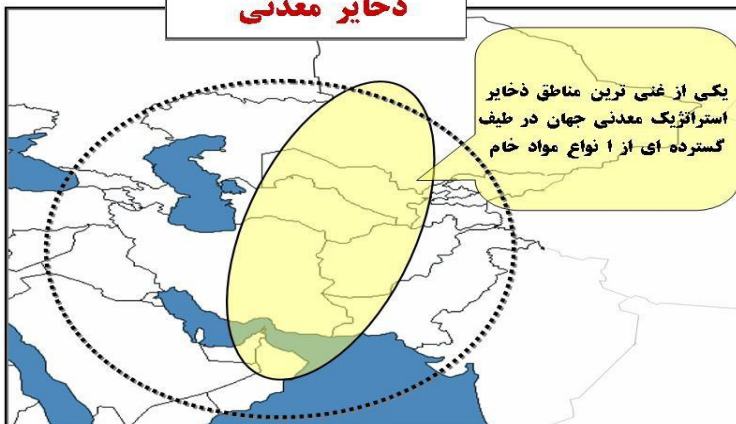 ذخایر معدنی
یکی از غنی ترین مناطق ذخایر
استراتژیک معدنی جهان در طیف
گسترده ای از ا نواع مواد خام